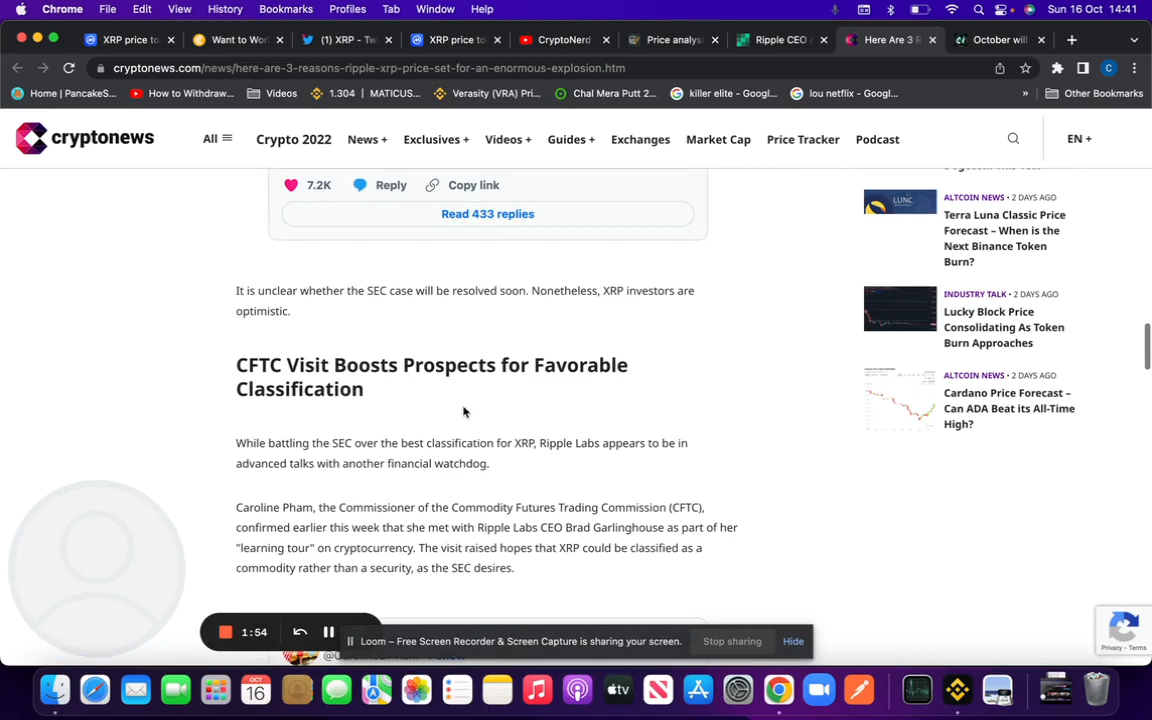 Chrome File Edit View History Bookmarks Profiles Tab Window Help Sun 16 Oct 14:41
XRP price to Want to Wor (1) XRP - Tw XRP price to CryptoNerd Price analys Ripple CEO Here Are 3 R October will
cryptonews.com/news/here-are-3-reasons-ripple-xrp-price-set-for-an-enormous-explosion.htm
Home | PancakeS... How to Withdraw... Videos 1.304 | MATICUS... Verasity (VRA) Pri... Chal Mera Putt 2... killer elite - Googl... lou netflix - Googl... » Other Bookmarks
cryptonews All Crypto 2022 News + Exclusives + Videos + Guides + Exchanges Market Cap Price Tracker Podcast EN +
7.2K Reply Copy link
Read 433 replies
It is unclear whether the SEC case will be resolved soon. Nonetheless, XRP investors are
optimistic.
CFTC Visit Boosts Prospects for Favorable
Classification
While battling the SEC over the best classification for XRP, Ripple Labs appears to be in
advanced talks with another financial watchdog.
Caroline Pham, the Commissioner of the Commodity Futures Trading Commission (CFTC),
confirmed earlier this week that she met with Ripple Labs CEO Brad Garlinghouse as part of her
"learning tour" on cryptocurrency. The visit raised hopes that XRP could be classified as a
commodity rather than a security, as the SEC desires.
ALTCOIN NEWS • 2 DAYS AGO
LUNC
Terra Luna Classic Price
Forecast – When is the
Next Binance Token
Burn?
INDUSTRY TALK • 2 DAYS AGO
Lucky Block Price
Consolidating As Token
Burn Approaches
ALTCOIN NEWS • 2 DAYS AGO
Cardano Price Forecast –
Can ADA Beat its All-Time
High?
1:54
Loom – Free Screen Recorder & Screen Capture is sharing your screen. Stop sharing Hide
Privacy - Terms
OCT
16
tv